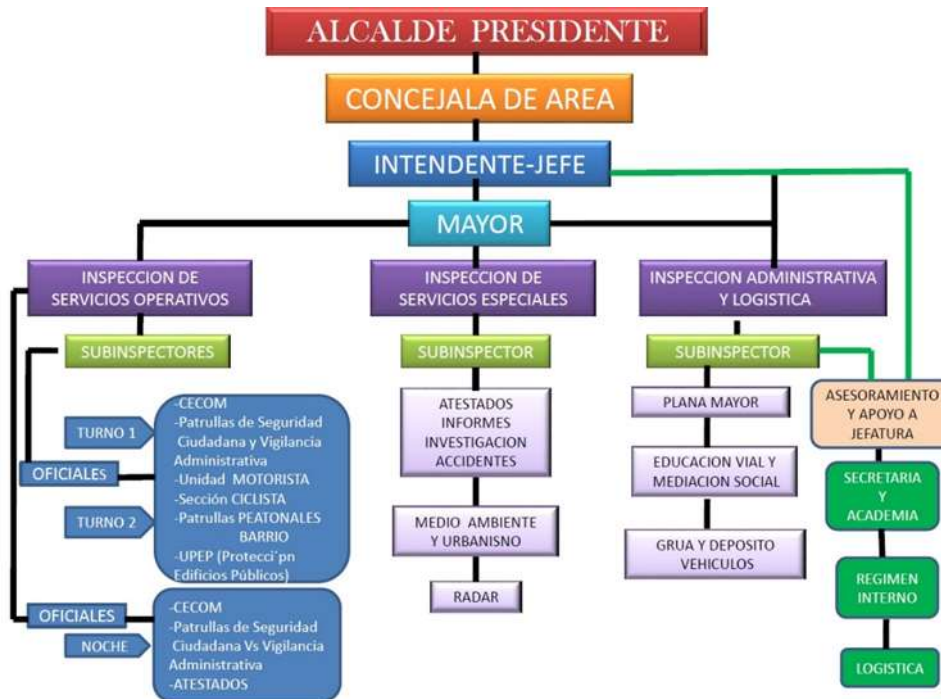 ALCALDE PRESIDENTE
CONCEJALA DE AREA
INTENDENTE-JEFE
MAYOR
INSPECCION DE
SERVICIOS OPERATIVOS
SUBINSPECTORES
TURNO 1
OFICIALES
TURNO 2
-CECOM
-Patrullas de Seguridad
Ciudadana y Vigilancia
Administrativa
-Unidad MOTORISTA
-Sección CICLISTA
-Patrullas PEATONALES
BARRIO
-UPEP (Protecci´pn
Edificios Públicos)
OFICIALES
NOCHE
-CECOM
-Patrullas de Seguridad
Ciudadana Vs Vigilancia
Administrativa
-ATESTADOS
INSPECCION DE
SERVICIOS ESPECIALES
SUBINSPECTOR
ATESTADOS
INFORMES
INVESTIGACION
ACCIDENTES
MEDIO AMBIENTE
Y URBANISNO
RADAR
INSPECCION ADMINISTRATIVA
Y LOGISTICA
SUBINSPECTOR
PLANA MAYOR
EDUCACION VIAL Y
MEDIACION SOCIAL
GRUA Y DEPOSITO
VEHICULOS
ASESORAMIENTO
Y APOYO A
JEFATURA
SECRETARIA
Y
ACADEMIA
REGIMEN
INTERNO
LOGISTICA